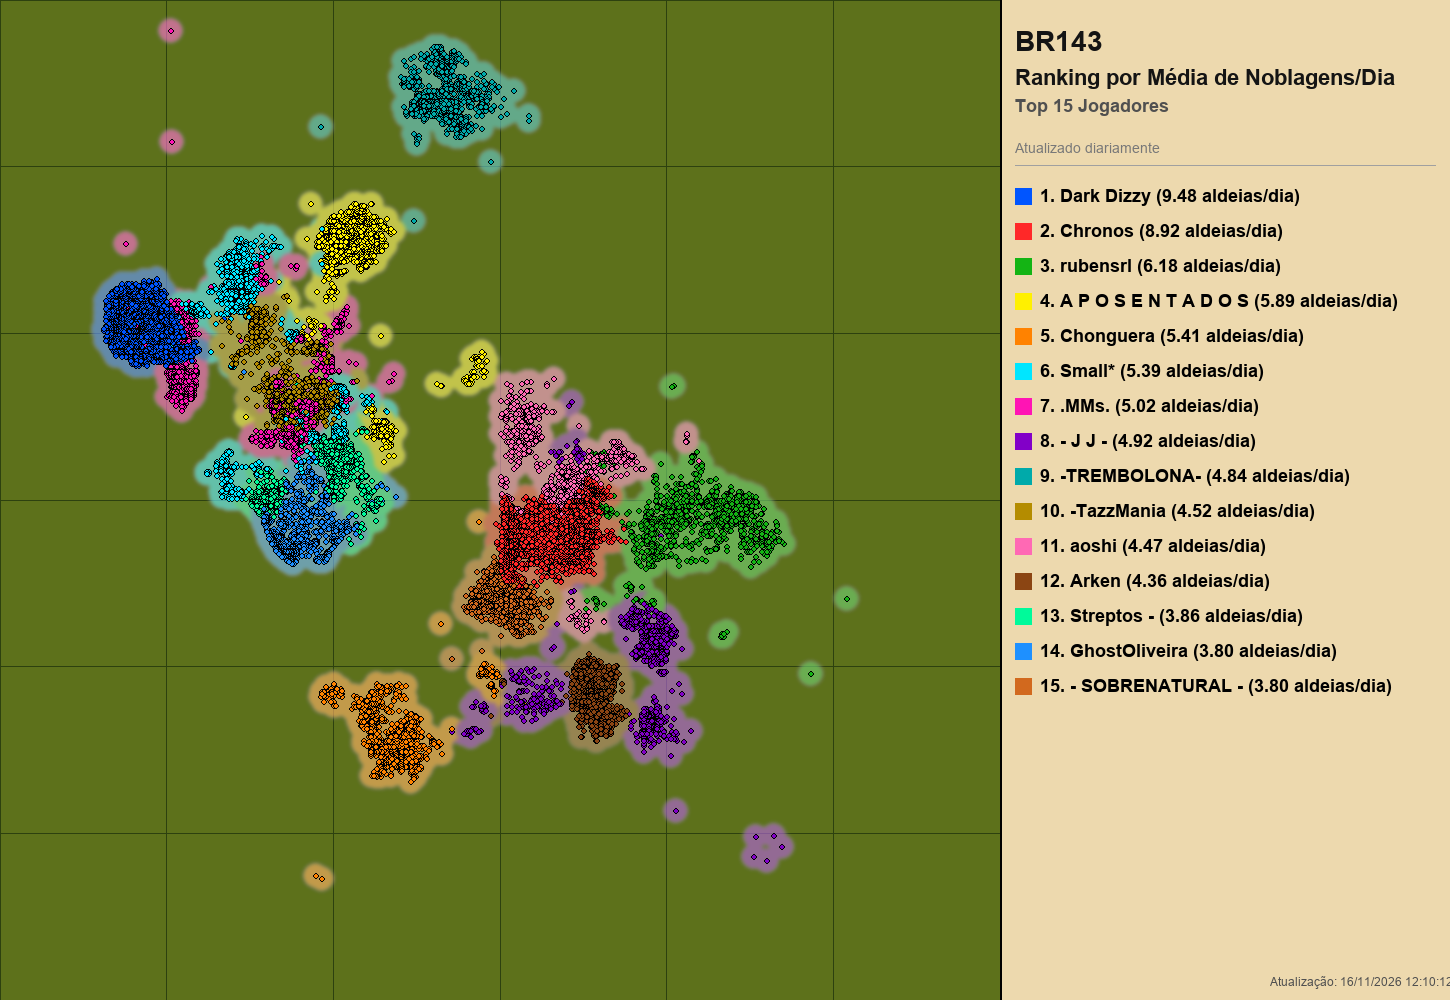 BR143
Ranking por Média de Noblagens/Dia
Top 15 Jogadores
Atualizado diariamente
1. Dark Dizzy (9.48 aldeias/dia)
2. Chronos (8.92 aldeias/dia)
3. rubensrl (6.18 aldeias/dia)
4. A P O S E N T A D O S (5.89 aldeias/dia)
5. Chonguera (5.41 aldeias/dia)
6. Small* (5.39 aldeias/dia)
7. .MMs. (5.02 aldeias/dia)
8. - J J - (4.92 aldeias/dia)
9. -TREMBOLONA- (4.84 aldeias/dia)
10. -TazzMania (4.52 aldeias/dia)
11. aoshi (4.47 aldeias/dia)
12. Arken (4.36 aldeias/dia)
13. Streptos - (3.86 aldeias/dia)
14. GhostOliveira (3.80 aldeias/dia)
15. - SOBRENATURAL - (3.80 aldeias/dia)
Atualização: 16/11/2026 12:10:12